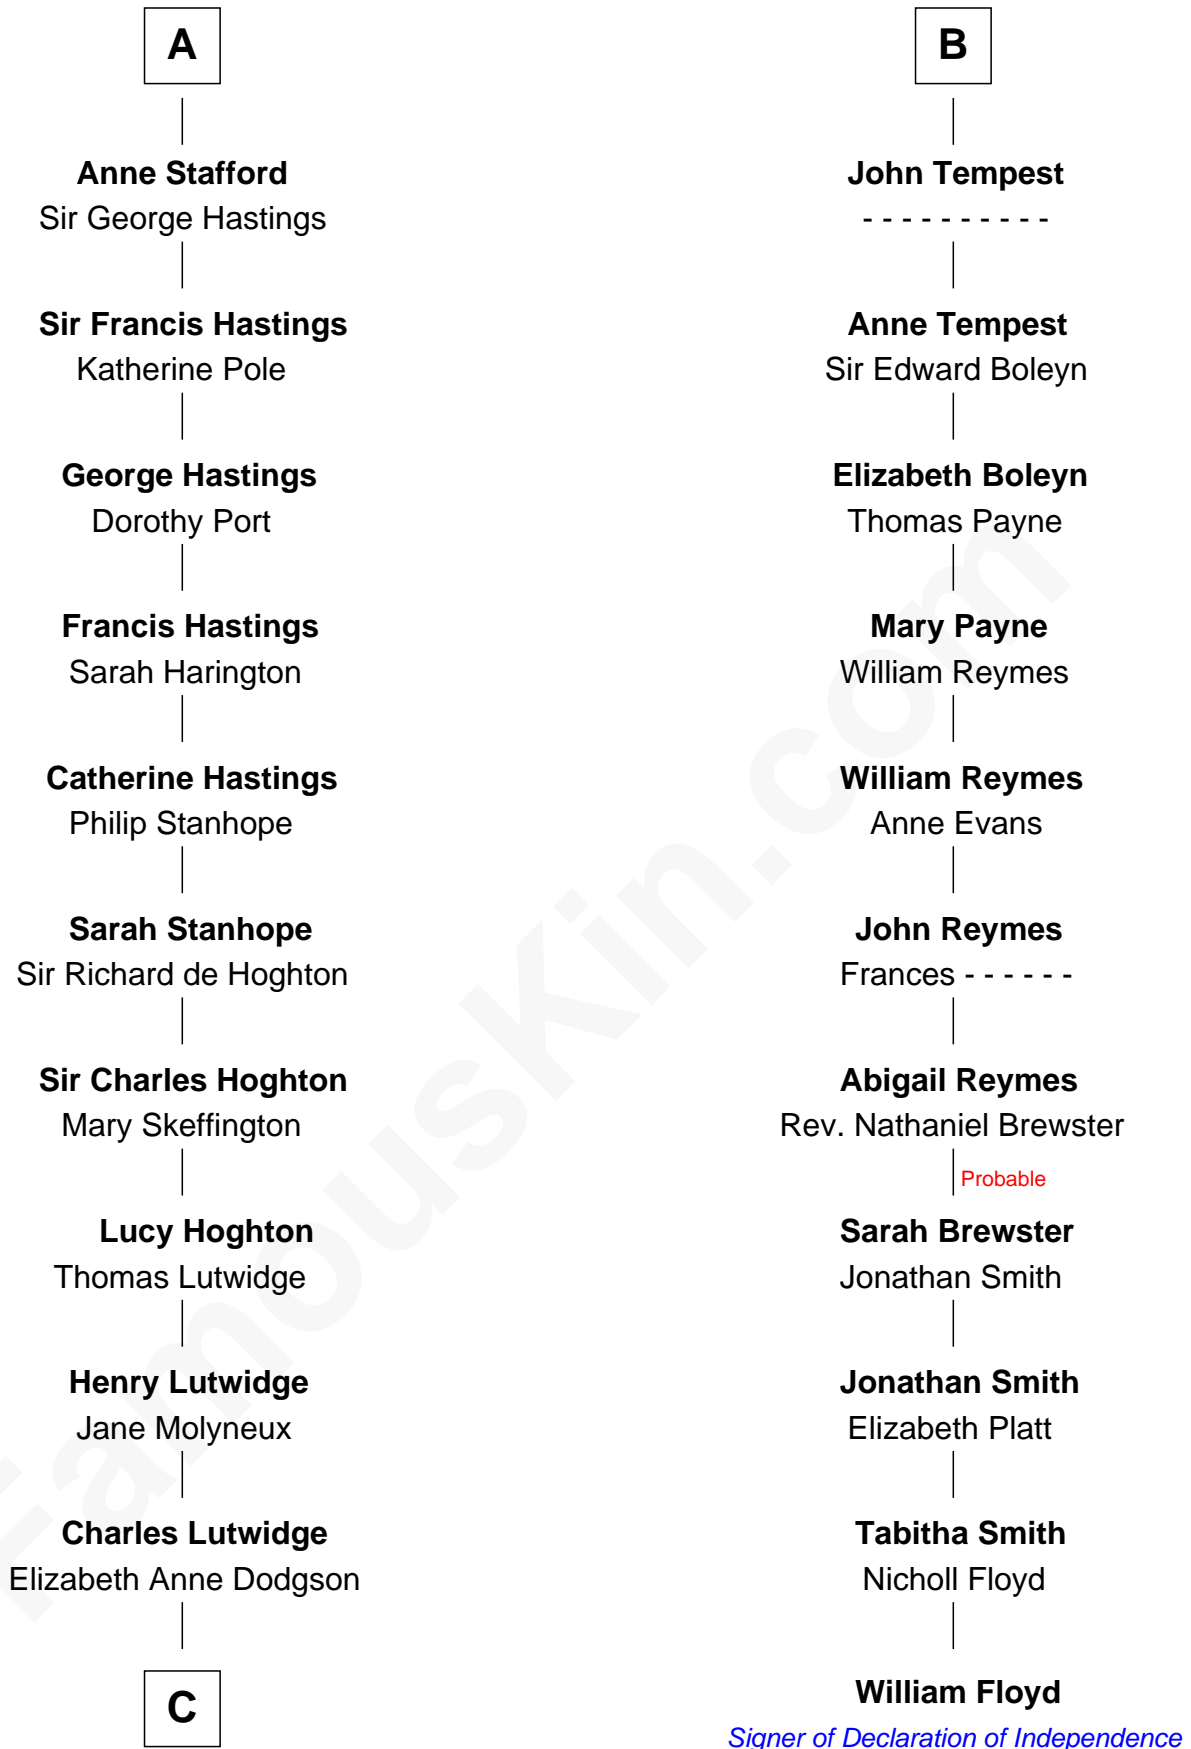 A
Anne Stafford
Sir George Hastings
Sir Francis Hastings
Katherine Pole
George Hastings
Dorothy Port
Francis Hastings
Sarah Harington
Catherine Hastings
Philip Stanhope
Sarah Stanhope
Sir Richard de Hoghton
Sir Charles Hoghton
Mary Skeffington
Lucy Hoghton
Thomas Lutwidge
Henry Lutwidge
Jane Molyneux
Charles Lutwidge
Elizabeth Anne Dodgson
C
B
John Tempest
- - - - - - - - - -
Anne Tempest
Sir Edward Boleyn
Elizabeth Boleyn
Thomas Payne
Mary Payne
William Reymes
William Reymes
Anne Evans
John Reymes
Frances - - - - - -
Abigail Reymes
Rev. Nathaniel Brewster
Probable
Sarah Brewster
Jonathan Smith
Jonathan Smith
Elizabeth Platt
Tabitha Smith
Nicholl Floyd
William Floyd
Signer of Declaration of Independence
FamousKin.com